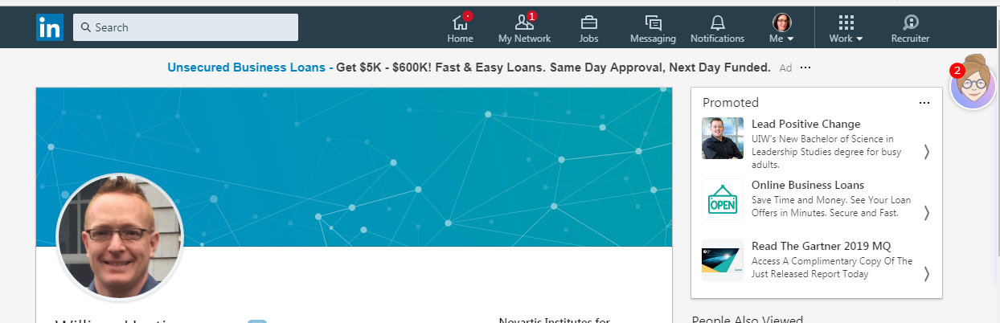 in
Search
1
Home
My Network
Jobs
Messaging
Notifications
Me
Work
Recruiter
Unsecured Business Loans - Get $5K - $600K! Fast & Easy Loans. Same Day Approval, Next Day Funded. Ad
2
Promoted
Lead Positive Change
UIW's New Bachelor of Science in
Leadership Studies degree for busy
adults.
OPEN
Online Business Loans
Save Time and Money. See Your Loan
Offers in Minutes. Secure and Fast.
Read The Gartner 2019 MQ
Access A Complimentary Copy Of The
Just Released Report Today
Novartis Institutes for
People Also Viewed